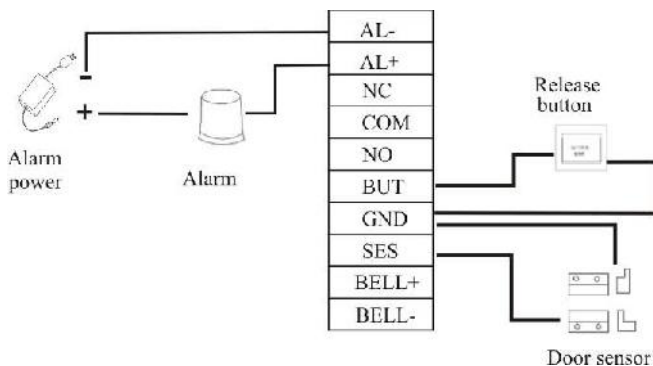 AL-
AL+
NC
COM
NO
BUT
GND
SES
BELL+
BELL-
-
+
Alarm
power
Alarm
Release
button
Door sensor